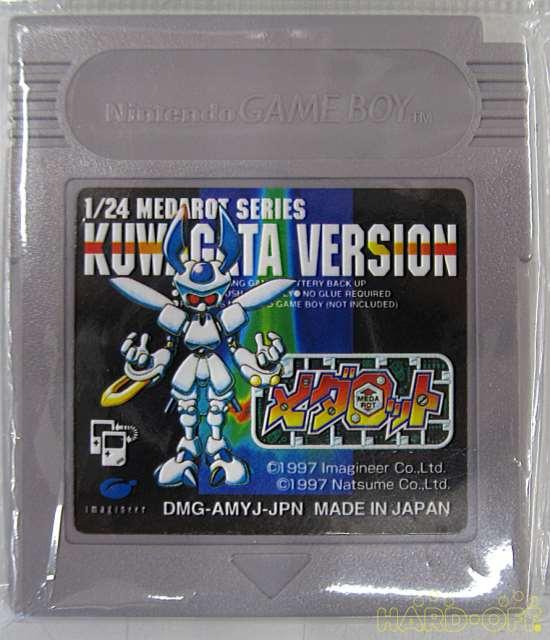 Nintendo GAME BOY TM
1/24 MEDAROT SERIES
KUWAGATA VERSION
NO GLUE REQUIRED
GAME BOY (NOT INCLUDED)
メダロット
MEDA
ROT
©1997 Imagineer Co.,Ltd.
©1997 Natsume Co.,Ltd.
imagineer
DMG-AMYJ-JPN MADE IN JAPAN
HARD-OFF